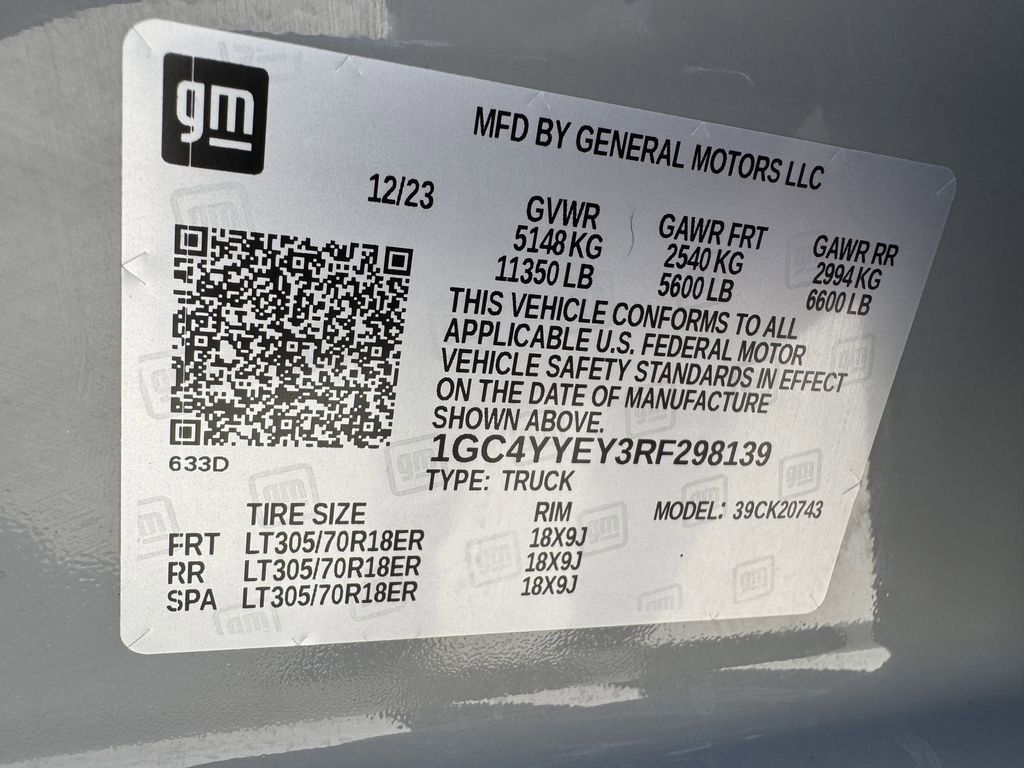 gm
MFD BY GENERAL MOTORS LLC
12/23
GVWR GAWR FRT GAWR RR
5148 KG 2540 KG 2994 KG
11350 LB 5600 LB 6600 LB
THIS VEHICLE CONFORMS TO ALL
APPLICABLE U.S. FEDERAL MOTOR
VEHICLE SAFETY STANDARDS IN EFFECT
ON THE DATE OF MANUFACTURE
SHOWN ABOVE.
1GC4YYEY3RF298139
633D
TYPE: TRUCK
TIRE SIZE RIM MODEL: 39CK20743
FRT LT305/70R18ER 18X9J
RR LT305/70R18ER 18X9J
SPA LT305/70R18ER 18X9J